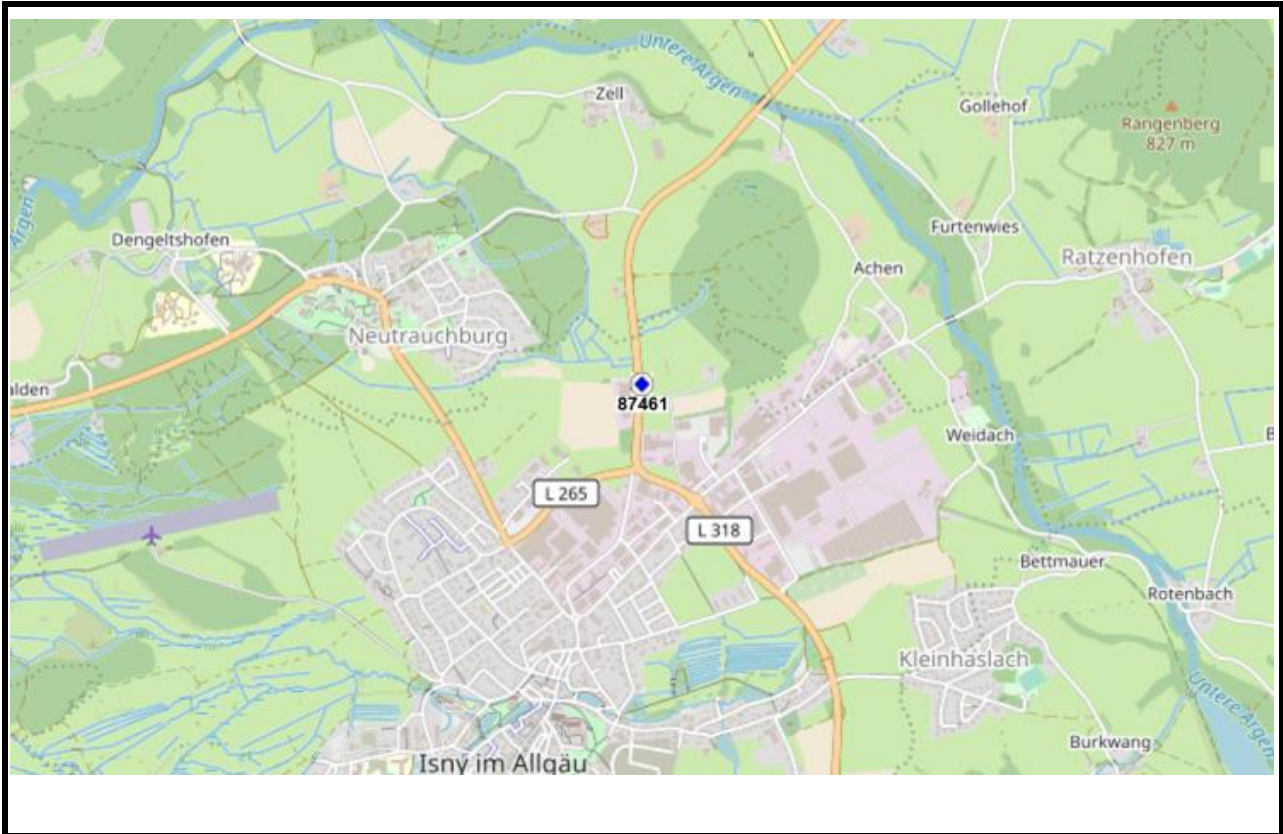 Untere Argen
Zell
Gollehof
Rangenberg
827 m
Argen
Dengeltshofen
Furtenwies
Ratzenhofen
Achen
Neutrauchburg
alden
87461
Weidach
B
L 265
L 318
Bettmauer
Rotenbach
Kleinhaslach
Untere Argen
Burkwang
Isny im Allgäu